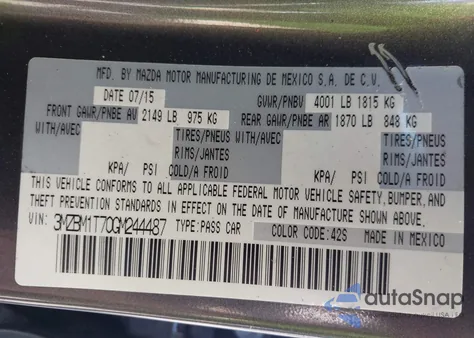 MFD. BY MAZDA MOTOR MANUFACTURING DE MEXICO S.A. DE C.V.
DATE 07/15 GVWR/PNBV 4001 LB 1815 KG
FRONT GAWR/PNBE AV 2149 LB 975 KG REAR GAWR/PNBE AR 1870 LB 848 KG
WITH/AVEC TIRES/PNEUS WITH/AVEC TIRES/PNEUS
RIMS/JANTES RIMS/JANTES
KPA/ PSI COLD/A FROID KPA/ PSI COLD/A FROID
THIS VEHICLE CONFORMS TO ALL APPLICABLE FEDERAL MOTOR VEHICLE SAFETY, BUMPER, AND
THEFT PREVENTION STANDARDS IN EFFECT ON THE DATE OF MANUFACTURE SHOWN ABOVE.
VIN: 3MZBM1T70GM244487 TYPE:PASS CAR COLOR CODE:42S MADE IN MEXICO
autoSnap